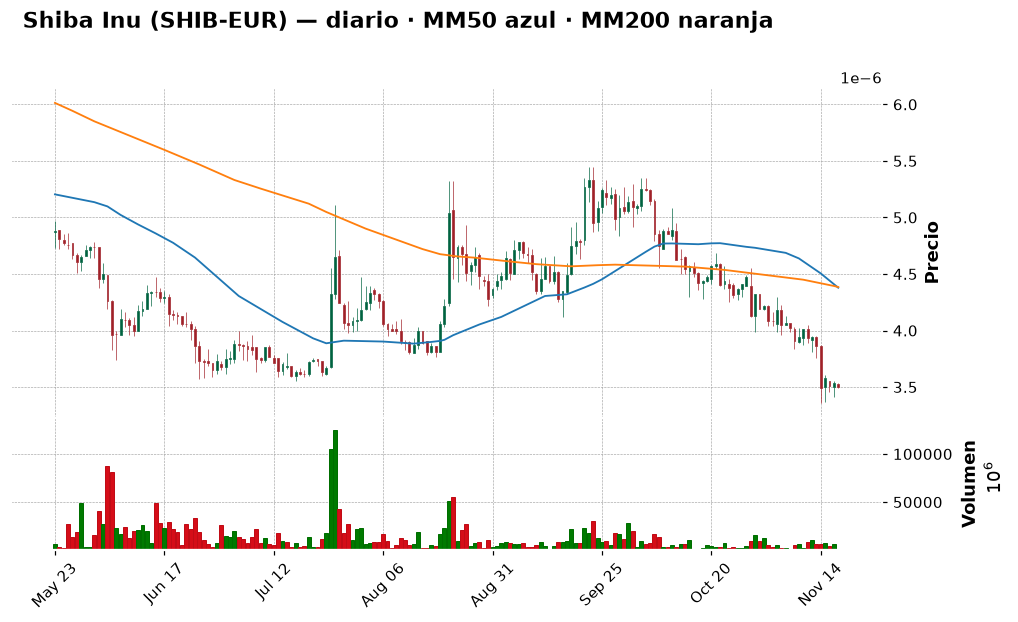 Shiba Inu (SHIB-EUR) — diario · MM50 azul · MM200 naranja
1e−6
6.0
5.5
5.0
4.5
4.0
3.5
Precio
100000
50000
Volumen
10^6
May 23
Jun 17
Jul 12
Aug 06
Aug 31
Sep 25
Oct 20
Nov 14